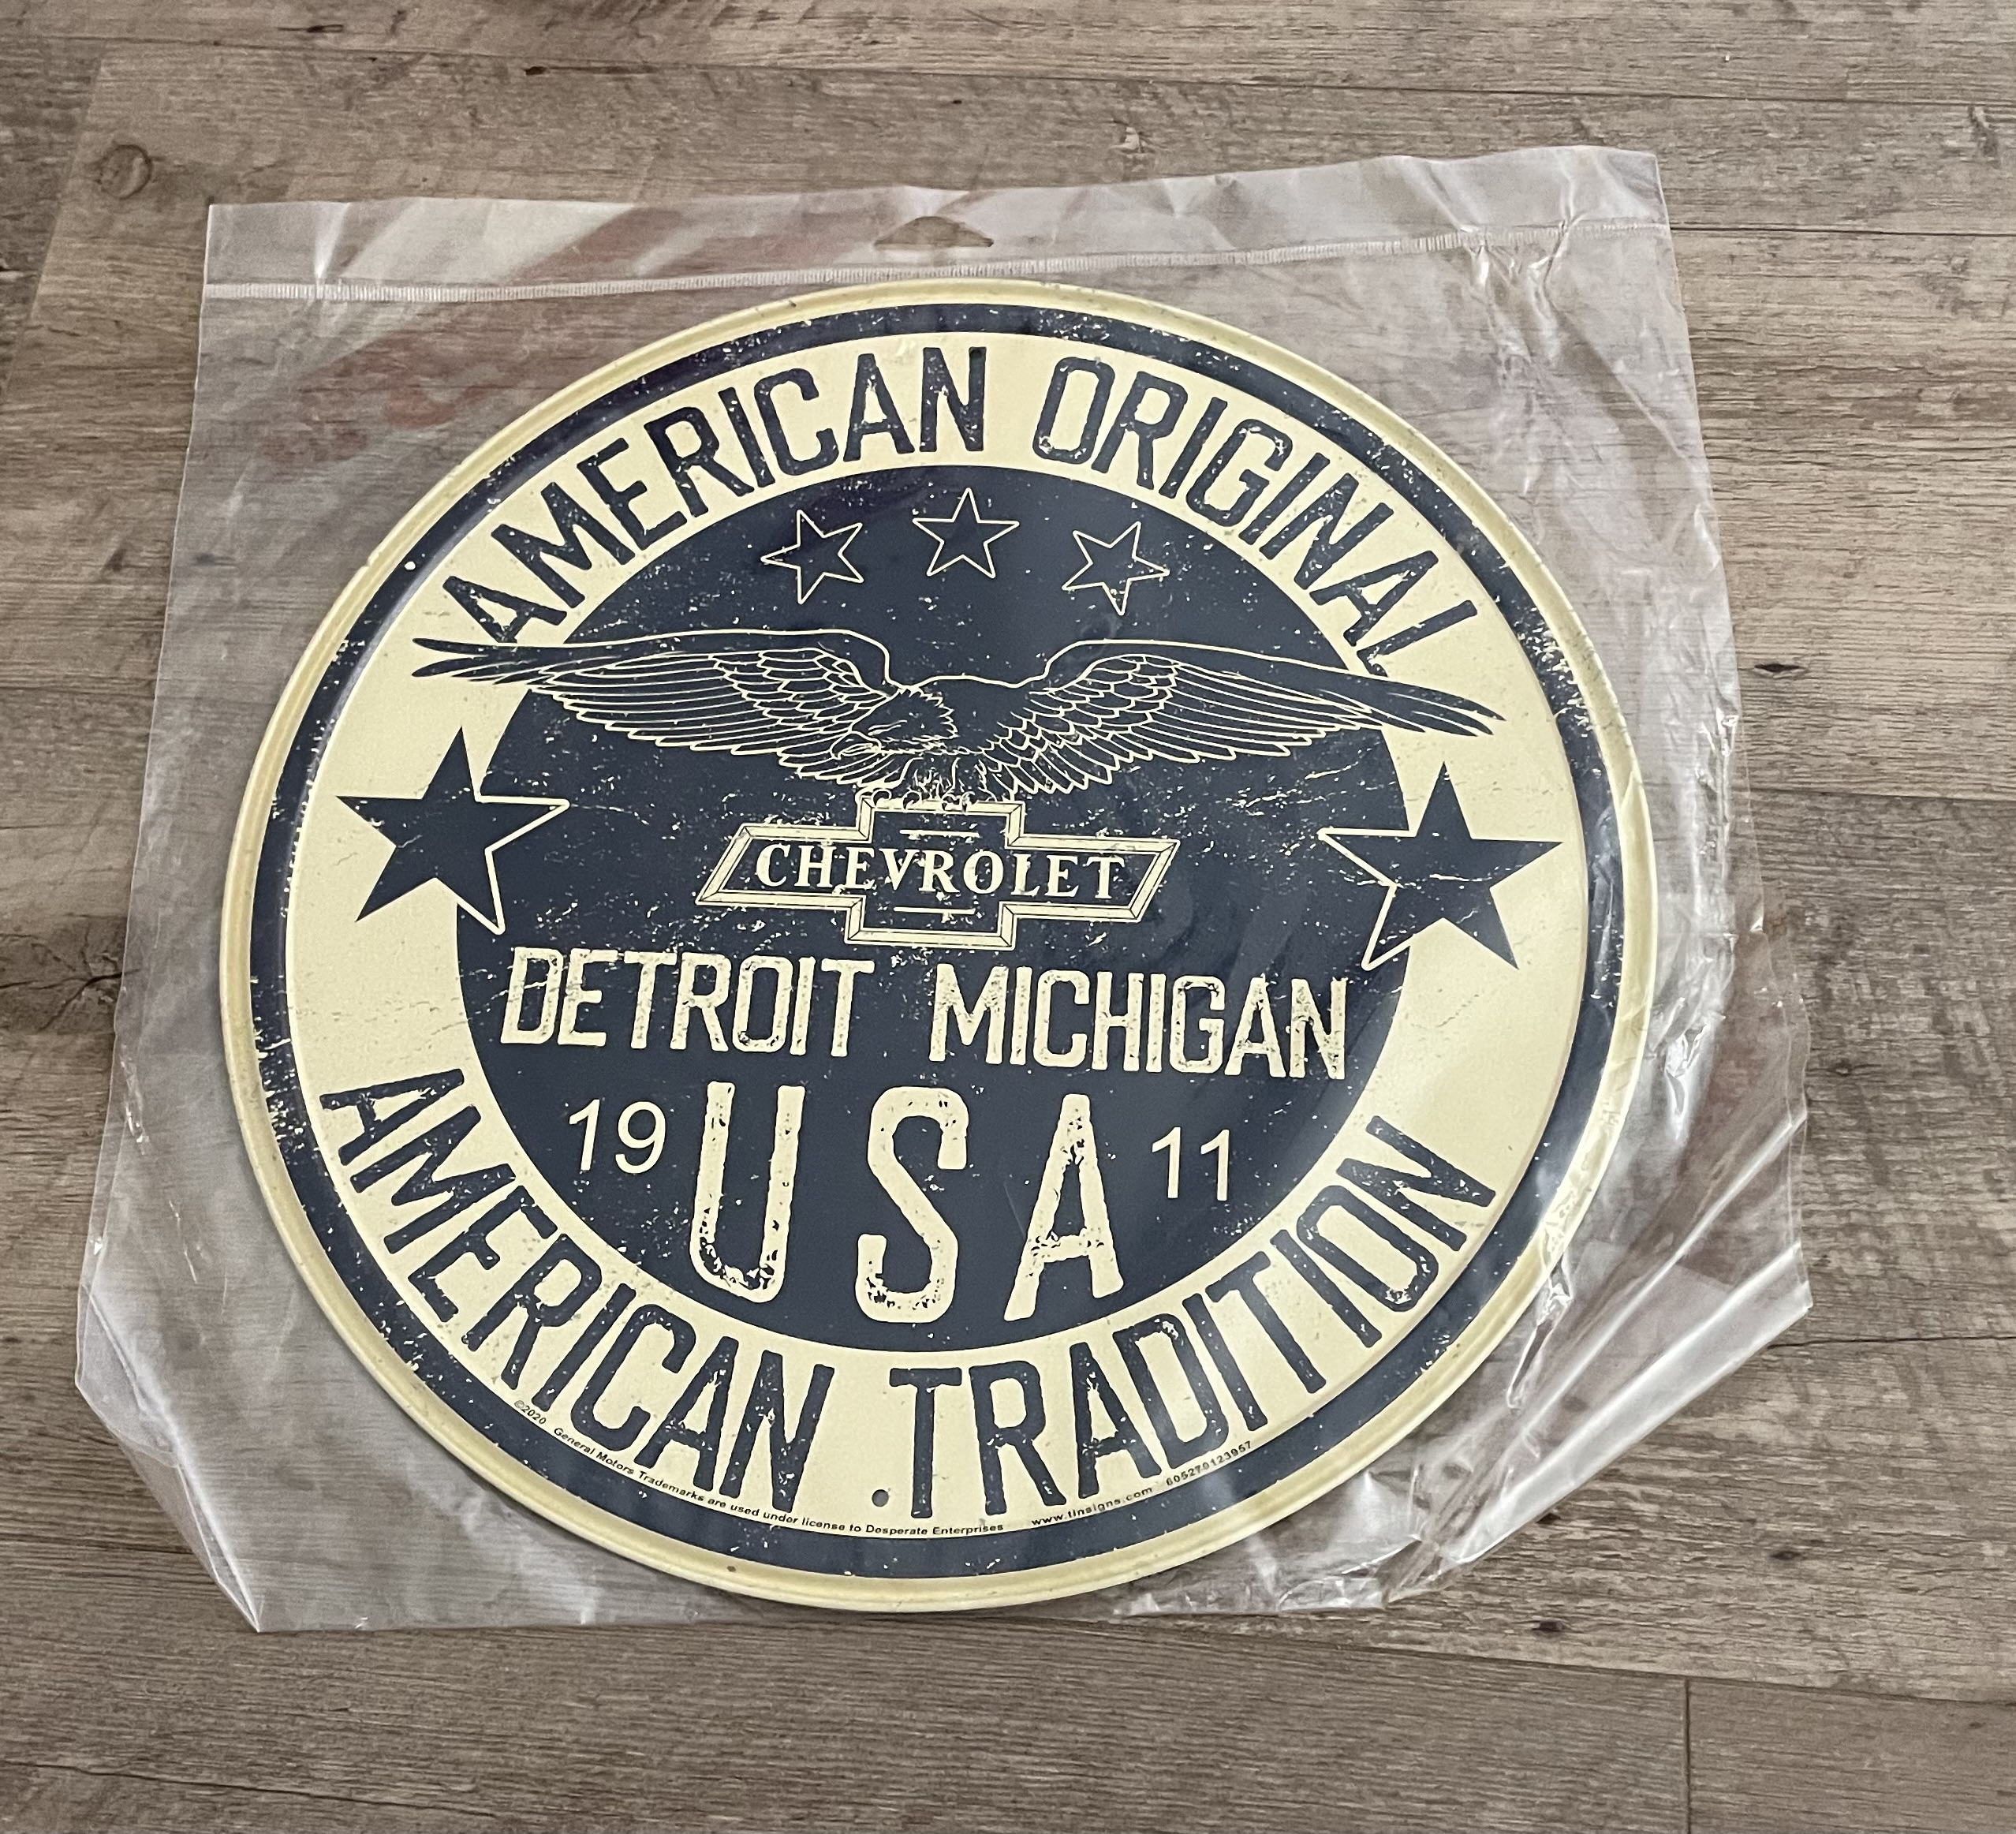 AMERICAN ORIGINAL
CHEVROLET
DETROIT MICHIGAN
19 USA 11
AMERICAN TRADITION
©2020 General Motors Trademarks are used under license to Desperate Enterprises www.tinsigns.com 605270123957